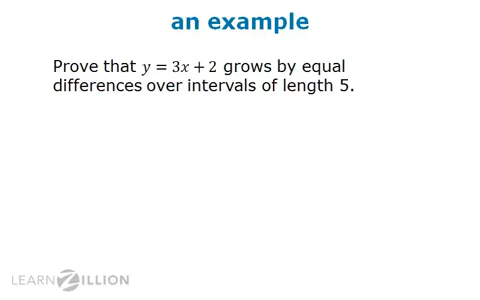 an example
Prove that y = 3x + 2 grows by equal
differences over intervals of length 5.
LEARNZILLION